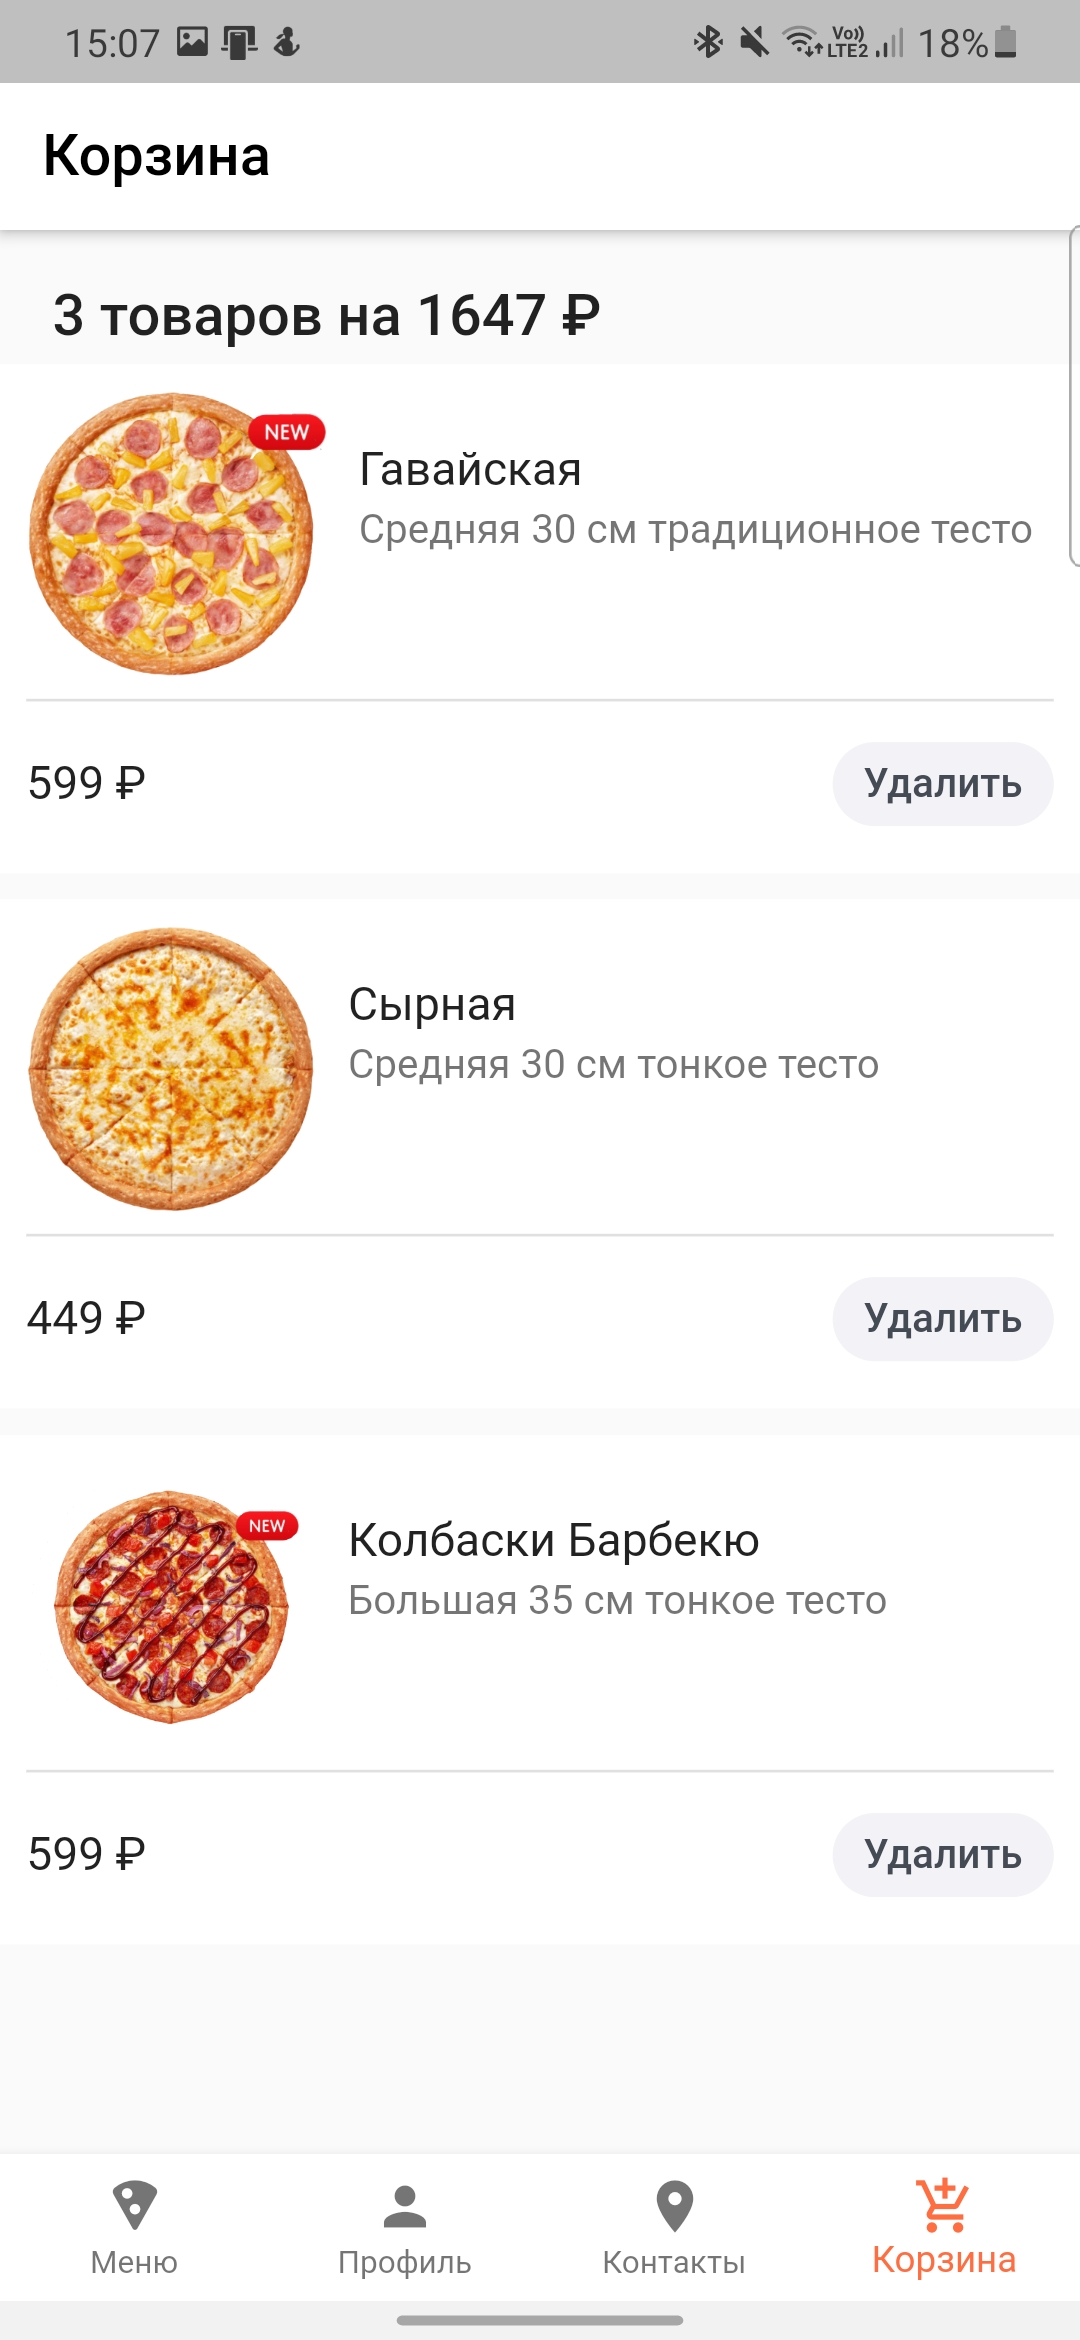 15:07
Vo)) LTE2 18%
Корзина
3 товаров на 1647 ₽
NEW
Гавайская
Средняя 30 см традиционное тесто
599 ₽
Удалить
Сырная
Средняя 30 см тонкое тесто
449 ₽
Удалить
NEW
Колбаски Барбекю
Большая 35 см тонкое тесто
599 ₽
Удалить
Меню
Профиль
Контакты
Корзина